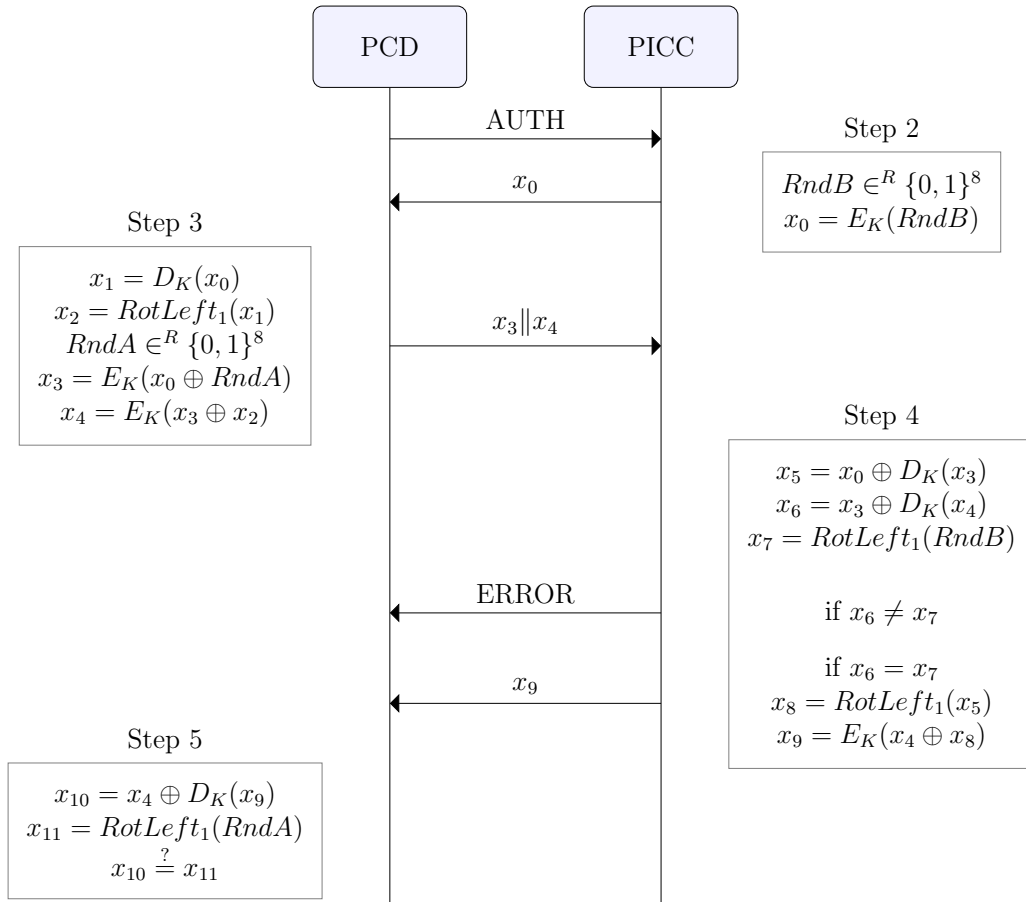 PCD
PICC
AUTH
Step 2
RndB ∈^R {0, 1}^8
x_0 = E_K(RndB)
x_0
Step 3
x_1 = D_K(x_0)
x_2 = RotLeft_1(x_1)
RndA ∈^R {0, 1}^8
x_3 = E_K(x_0 ⊕ RndA)
x_4 = E_K(x_3 ⊕ x_2)
x_3∥x_4
Step 4
x_5 = x_0 ⊕ D_K(x_3)
x_6 = x_3 ⊕ D_K(x_4)
x_7 = RotLeft_1(RndB)
ERROR
if x_6 ≠ x_7
if x_6 = x_7
x_8 = RotLeft_1(x_5)
x_9 = E_K(x_4 ⊕ x_8)
x_9
Step 5
x_10 = x_4 ⊕ D_K(x_9)
x_11 = RotLeft_1(RndA)
x_10 ≟ x_11